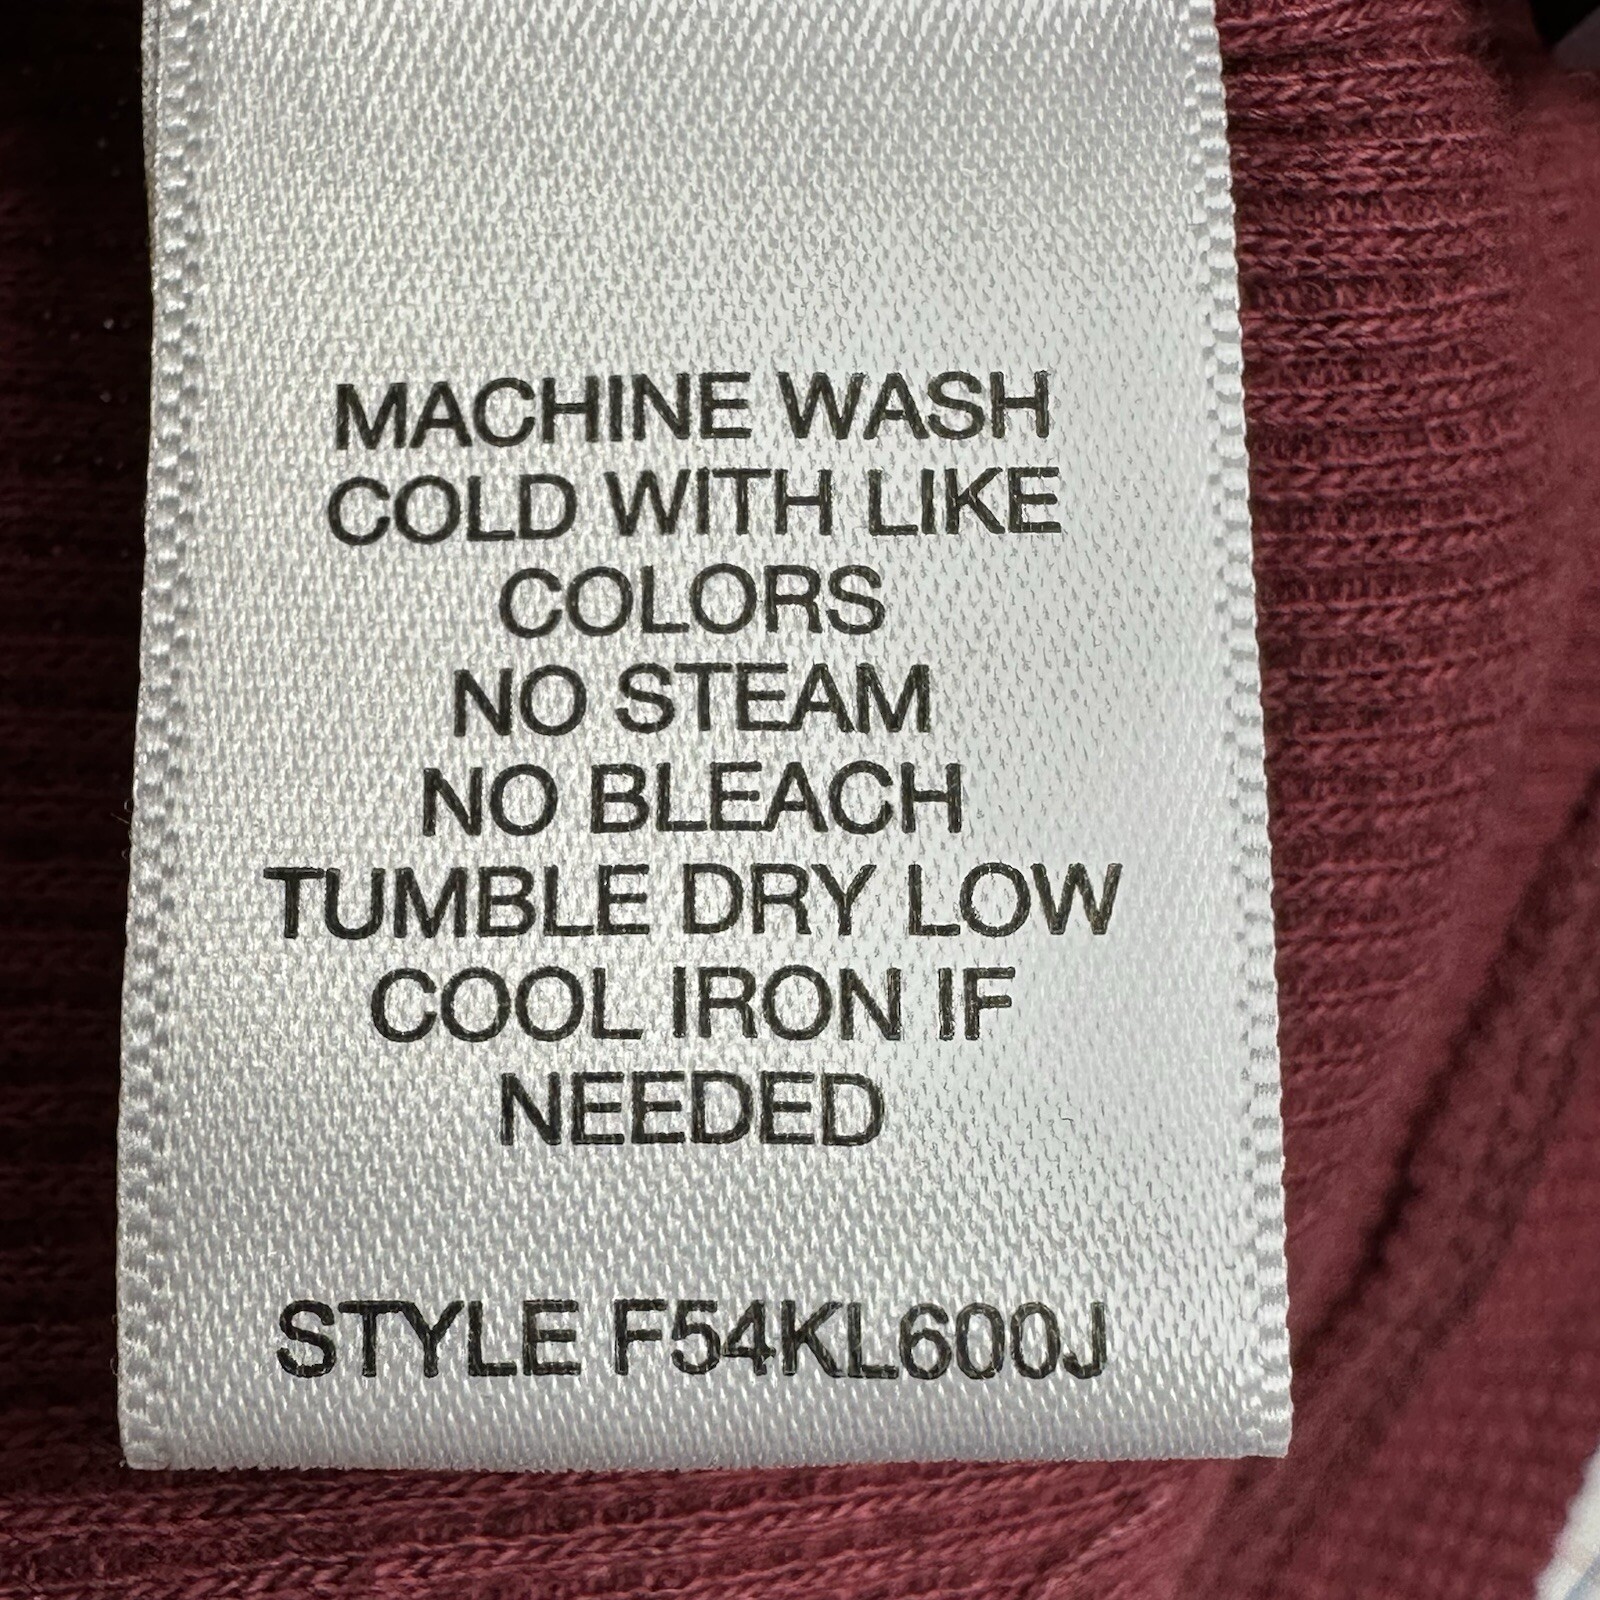 MACHINE WASH
COLD WITH LIKE
COLORS
NO STEAM
NO BLEACH
TUMBLE DRY LOW
COOL IRON IF
NEEDED
STYLE F54KL600J